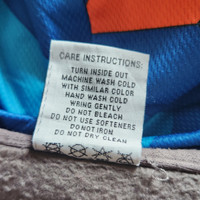 CARE INSTRUCTIONS:
TURN INSIDE OUT
MACHINE WASH COLD
WITH SIMILAR COLOR
HAND WASH COLD
WRING GENTLY
DO NOT BLEACH
DO NOT USE SOFTENERS
DO NOT IRON
DO NOT DRY CLEAN